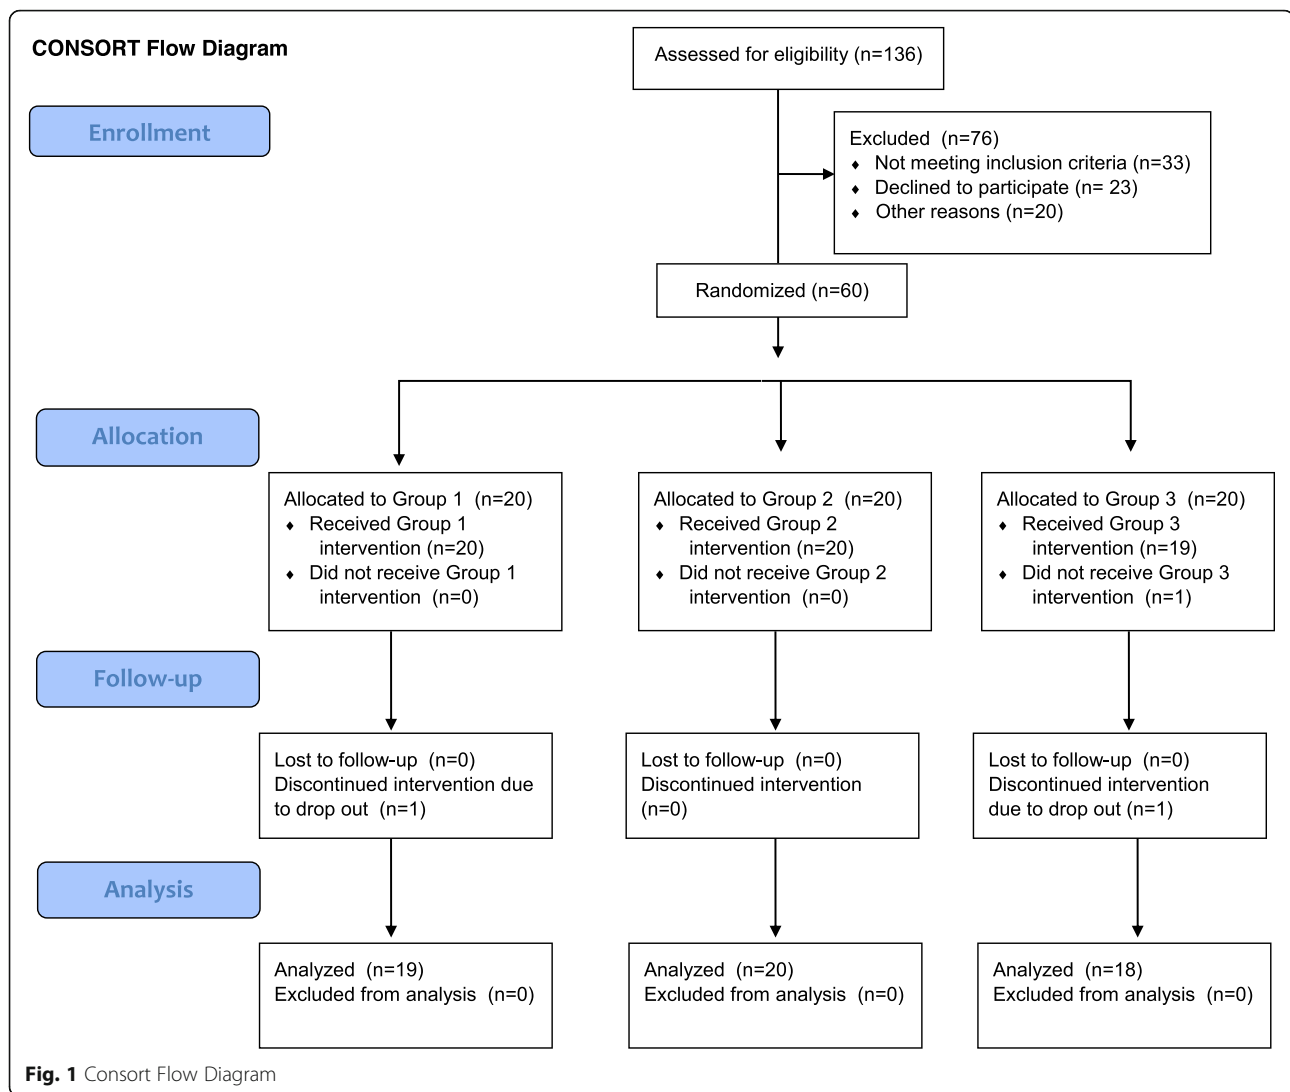 CONSORT Flow Diagram
Assessed for eligibility (n=136)
Enrollment
Excluded (n=76)
♦ Not meeting inclusion criteria (n=33)
♦ Declined to participate (n= 23)
♦ Other reasons (n=20)
Randomized (n=60)
Allocation
Allocated to Group 1 (n=20)
♦ Received Group 1
intervention (n=20)
♦ Did not receive Group 1
intervention (n=0)
Allocated to Group 2 (n=20)
♦ Received Group 2
intervention (n=20)
♦ Did not receive Group 2
intervention (n=0)
Allocated to Group 3 (n=20)
♦ Received Group 3
intervention (n=19)
♦ Did not receive Group 3
intervention (n=1)
Follow-up
Lost to follow-up (n=0)
Discontinued intervention due
to drop out (n=1)
Lost to follow-up (n=0)
Discontinued intervention
(n=0)
Lost to follow-up (n=0)
Discontinued intervention
due to drop out (n=1)
Analysis
Analyzed (n=19)
Excluded from analysis (n=0)
Analyzed (n=20)
Excluded from analysis (n=0)
Analyzed (n=18)
Excluded from analysis (n=0)
Fig. 1 Consort Flow Diagram